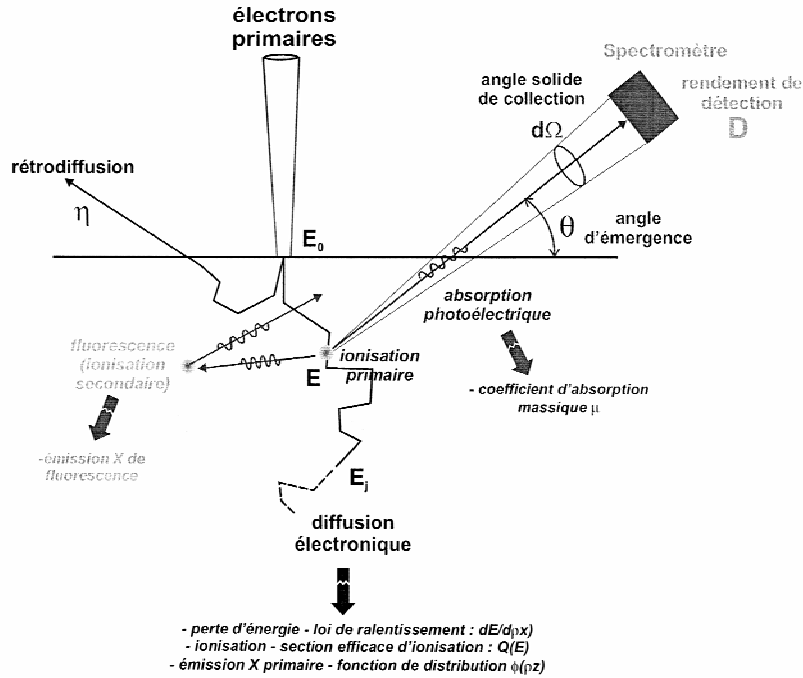 électrons
primaires
Spectromètre
angle solide
de collection
rendement de
détection
D
dΩ
rétrodiffusion
η
E₀
θ
angle
d'émergence
absorption
photoélectrique
fluorescence
(ionisation
secondaire)
ionisation
primaire
E
- coefficient d'absorption
massique μ
-émission X de
fluorescence
Eⱼ
diffusion
électronique
- perte d'énergie - loi de ralentissement : dE/dρx)
- ionisation - section efficace d'ionisation : Q(E)
- émission X primaire - fonction de distribution ϕ(ρz)